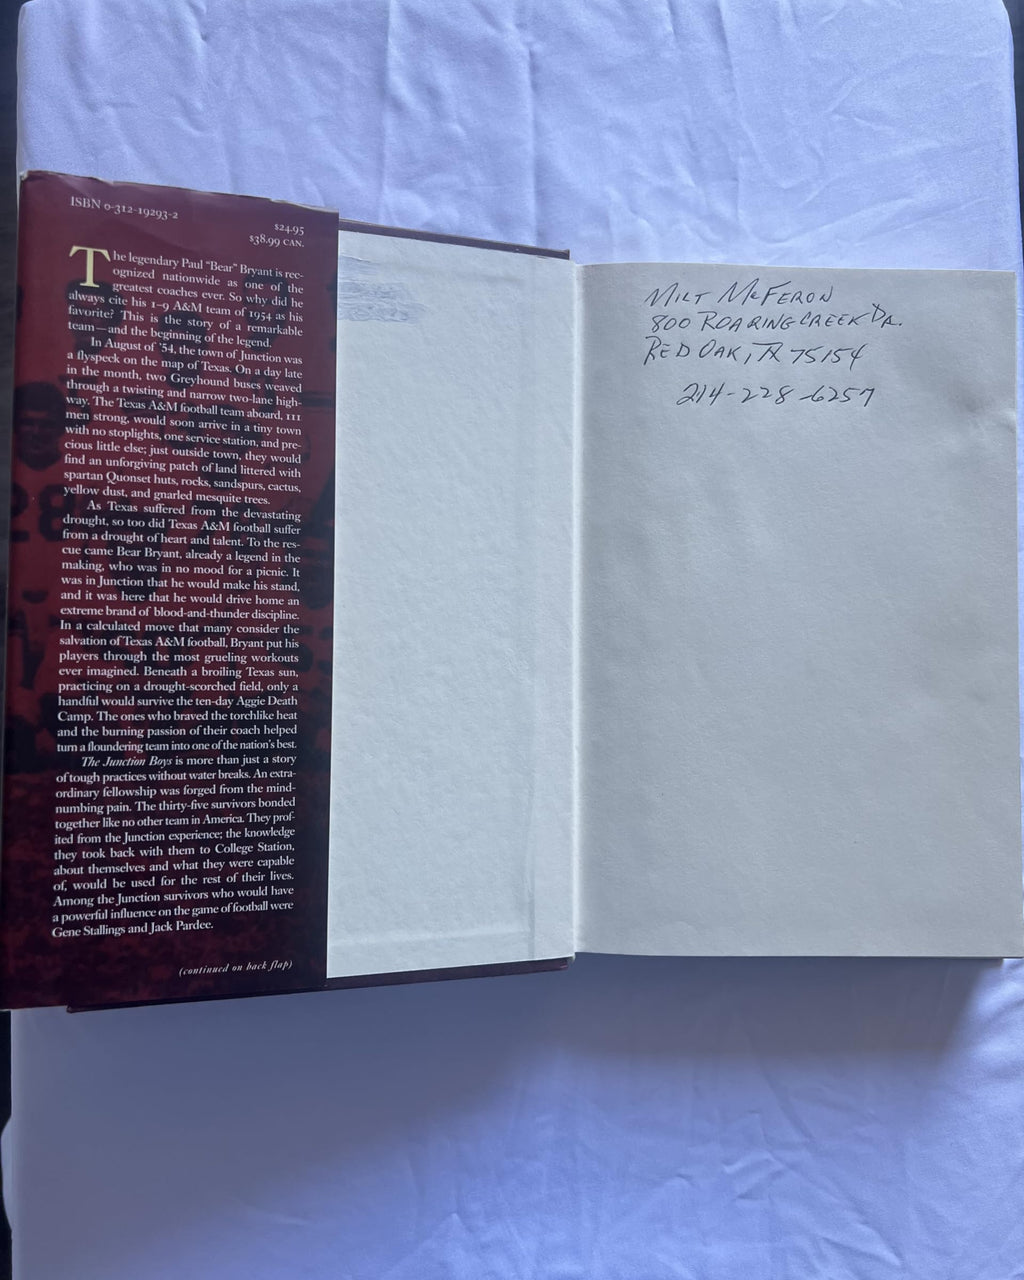 ISBN 0-312-19293-2
$24.95
$38.99 CAN.
The legendary Paul "Bear" Bryant is rec-
ognized nationwide as one of the
greatest coaches ever. So why did he
always cite his 1–9 A&M team of 1954 as his
favorite? This is the story of a remarkable
team—and the beginning of the legend.
In August of '54, the town of Junction was
a flyspeck on the map of Texas. On a day late
in the month, two Greyhound buses weaved
through a twisting and narrow two-lane high-
way. The Texas A&M football team aboard, 111
men strong, would soon arrive in a tiny town
with no stoplights, one service station, and pre-
cious little else; just outside town, they would
find an unforgiving patch of land littered with
spartan Quonset huts, rocks, sandspurs, cactus,
yellow dust, and gnarled mesquite trees.
As Texas suffered from the devastating
drought, so too did Texas A&M football suffer
from a drought of heart and talent. To the res-
cue came Bear Bryant, already a legend in the
making, who was in no mood for a picnic. It
was in Junction that he would make his stand,
and it was here that he would drive home an
extreme brand of blood-and-thunder discipline.
In a calculated move that many consider the
salvation of Texas A&M football, Bryant put his
players through the most grueling workouts
ever imagined. Beneath a broiling Texas sun,
practicing on a drought-scorched field, only a
handful would survive the ten-day Aggie Death
Camp. The ones who braved the torchlike heat
and the burning passion of their coach helped
turn a floundering team into one of the nation's best.
The Junction Boys is more than just a story
of tough practices without water breaks. An extra-
ordinary fellowship was forged from the mind-
numbing pain. The thirty-five survivors bonded
together like no other team in America. They prof-
ited from the Junction experience; the knowledge
they took back with them to College Station,
about themselves and what they were capable
of, would be used for the rest of their lives.
Among the Junction survivors who would have
a powerful influence on the game of football were
Gene Stallings and Jack Pardee.
(continued on back flap)
MILT McFERON
800 ROARING CREEK DR.
RED OAK, TX 75154
214-228-6257